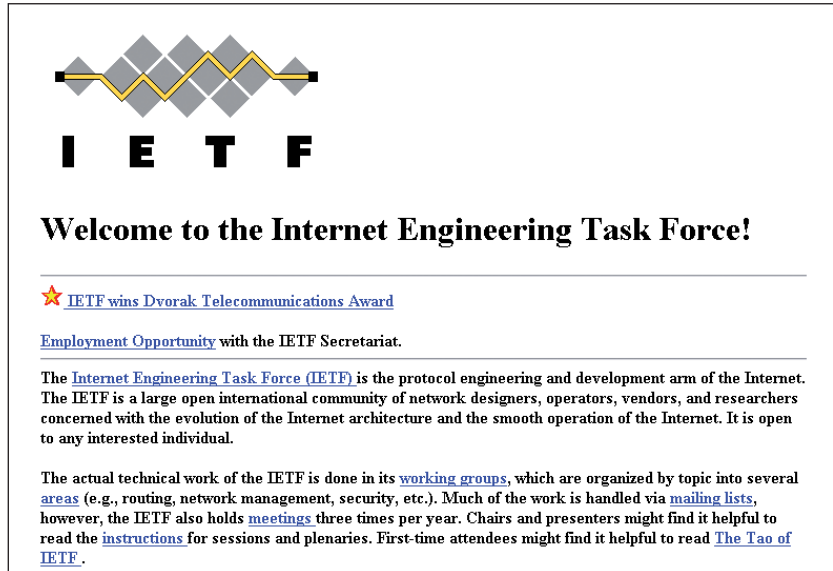 I E T F
Welcome to the Internet Engineering Task Force!
IETF wins Dvorak Telecommunications Award
Employment Opportunity with the IETF Secretariat.
The Internet Engineering Task Force (IETF) is the protocol engineering and development arm of the Internet.
The IETF is a large open international community of network designers, operators, vendors, and researchers
concerned with the evolution of the Internet architecture and the smooth operation of the Internet. It is open
to any interested individual.
The actual technical work of the IETF is done in its working groups, which are organized by topic into several
areas (e.g., routing, network management, security, etc.). Much of the work is handled via mailing lists,
however, the IETF also holds meetings three times per year. Chairs and presenters might find it helpful to
read the instructions for sessions and plenaries. First-time attendees might find it helpful to read The Tao of
IETF .